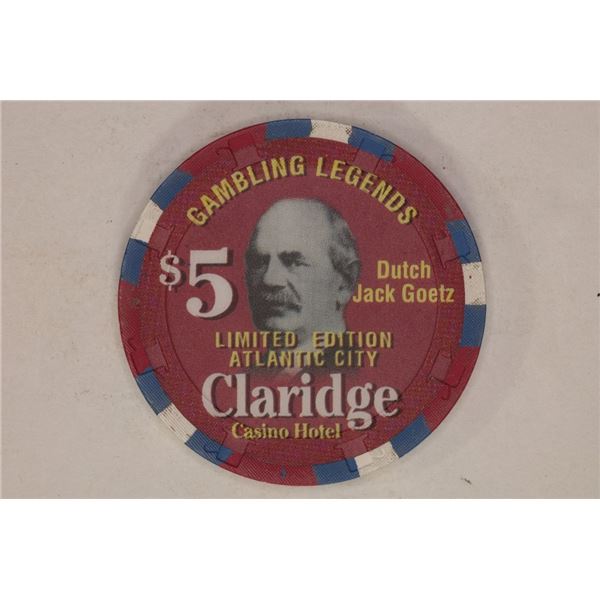 GAMBLING LEGENDS
$5
Dutch
Jack Goetz
LIMITED EDITION
ATLANTIC CITY
Claridge
Casino Hotel